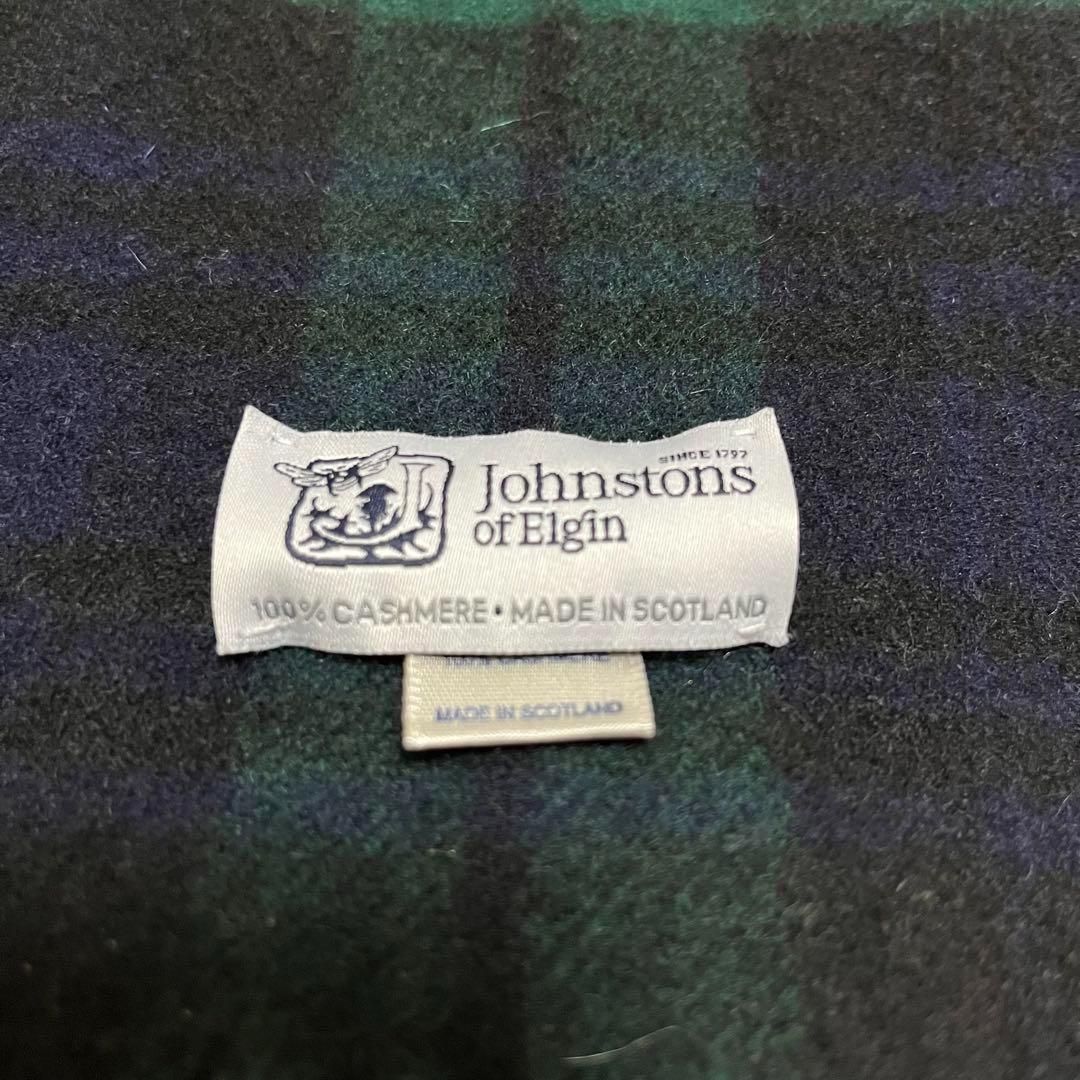 SINCE 1797
Johnstons
of Elgin
100% CASHMERE • MADE IN SCOTLAND
MADE IN SCOTLAND